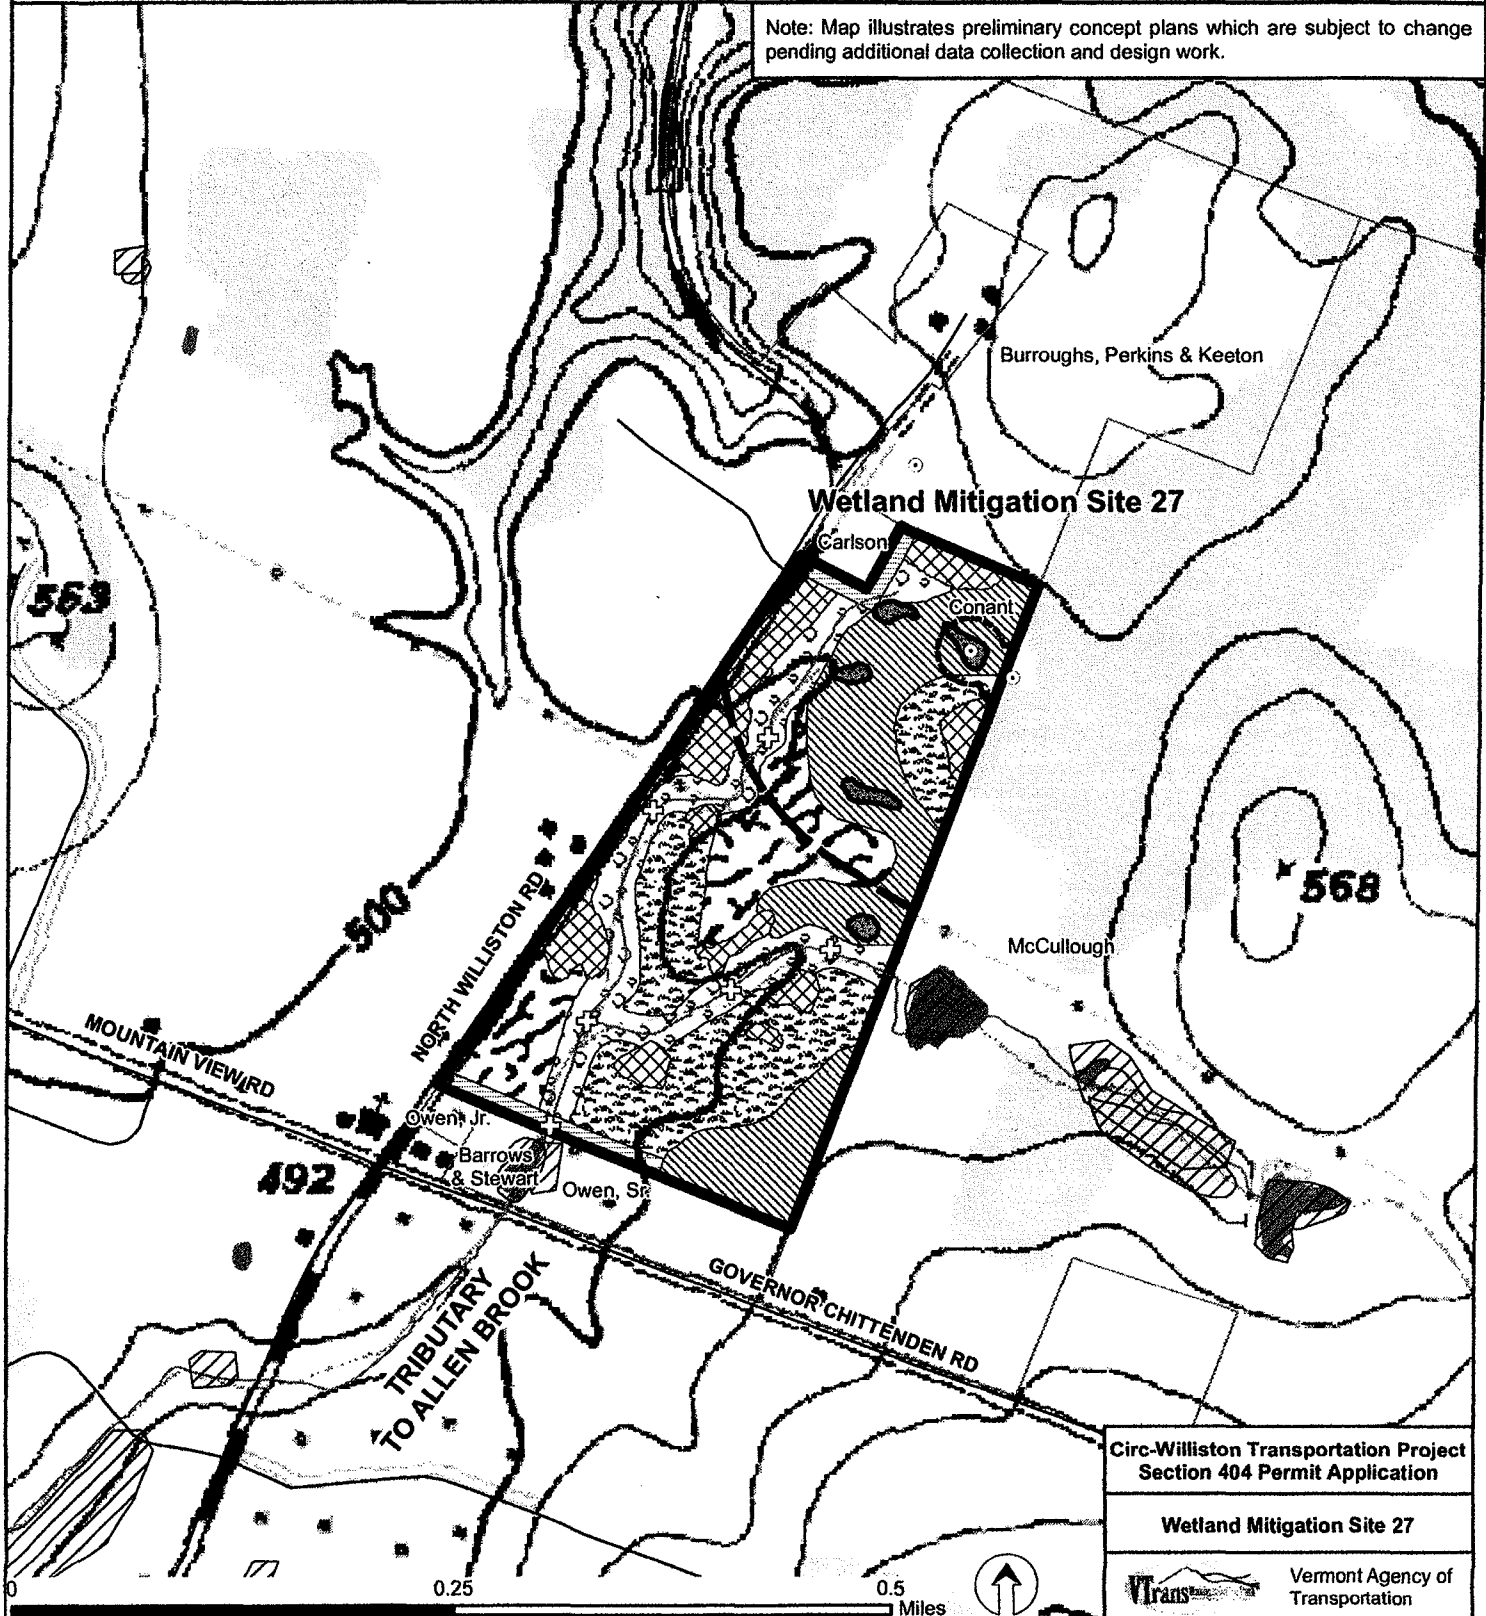 Note: Map illustrates preliminary concept plans which are subject to change
pending additional data collection and design work.
Burroughs, Perkins & Keeton
Wetland Mitigation Site 27
Carlson
Conant
563
568
500
McCullough
NORTH WILLISTON RD
MOUNTAIN VIEW RD
Owen, Jr.
Barrows
& Stewart
Owen, Sr.
492
GOVERNOR CHITTENDEN RD
TRIBUTARY
TO ALLEN BROOK
Circ-Williston Transportation Project
Section 404 Permit Application
Wetland Mitigation Site 27
VTrans
Vermont Agency of
Transportation
0 0.25 0.5
Miles